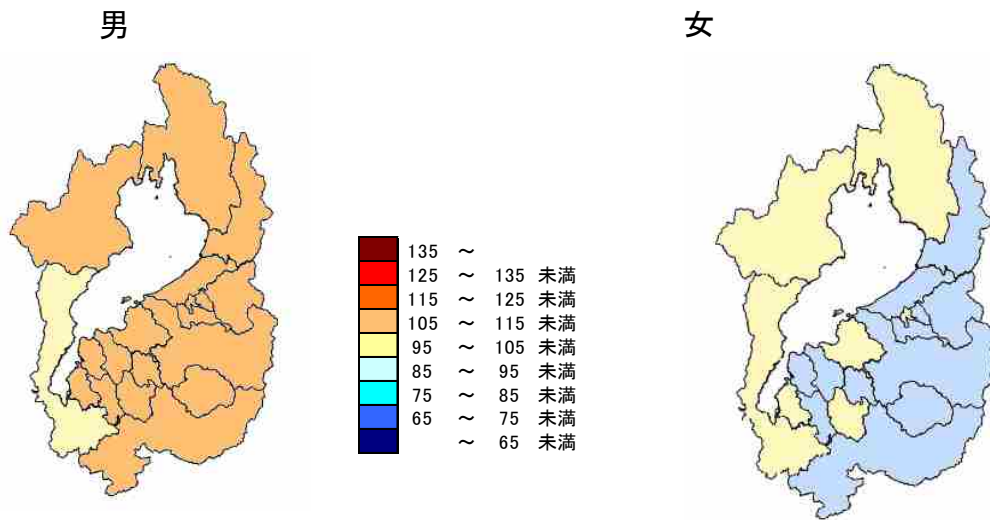 男
女
135 ～
125 ～ 135 未満
115 ～ 125 未満
105 ～ 115 未満
95 ～ 105 未満
85 ～ 95 未満
75 ～ 85 未満
65 ～ 75 未満
～ 65 未満